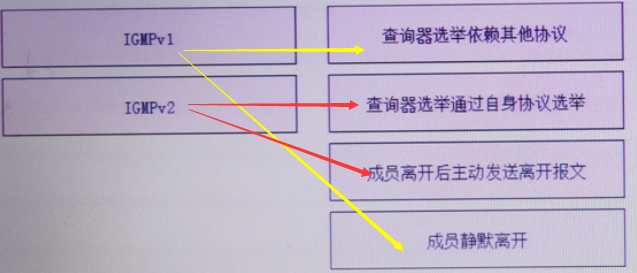 IGMPv1
查询器选举依赖其他协议
IGMPv2
查询器选举通过自身协议选举
成员离开后主动发送离开报文
成员静默离开